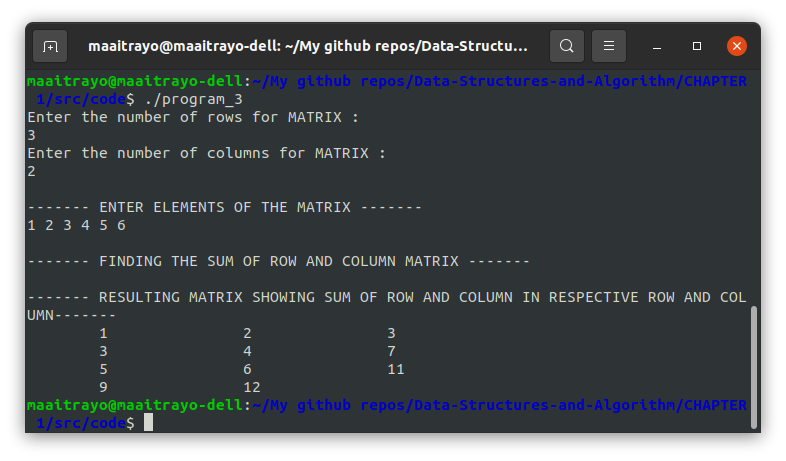 maaitrayo@maaitrayo-dell: ~/My github repos/Data-Structu...
maaitrayo@maaitrayo-dell:~/My github repos/Data-Structures-and-Algorithm/CHAPTER
 1/src/code$ ./program_3
Enter the number of rows for MATRIX :
3
Enter the number of columns for MATRIX :
2
------- ENTER ELEMENTS OF THE MATRIX -------
1 2 3 4 5 6
------- FINDING THE SUM OF ROW AND COLUMN MATRIX -------
------- RESULTING MATRIX SHOWING SUM OF ROW AND COLUMN IN RESPECTIVE ROW AND COL
UMN-------
        1               2               3
        3               4               7
        5               6               11
        9               12
maaitrayo@maaitrayo-dell:~/My github repos/Data-Structures-and-Algorithm/CHAPTER
 1/src/code$